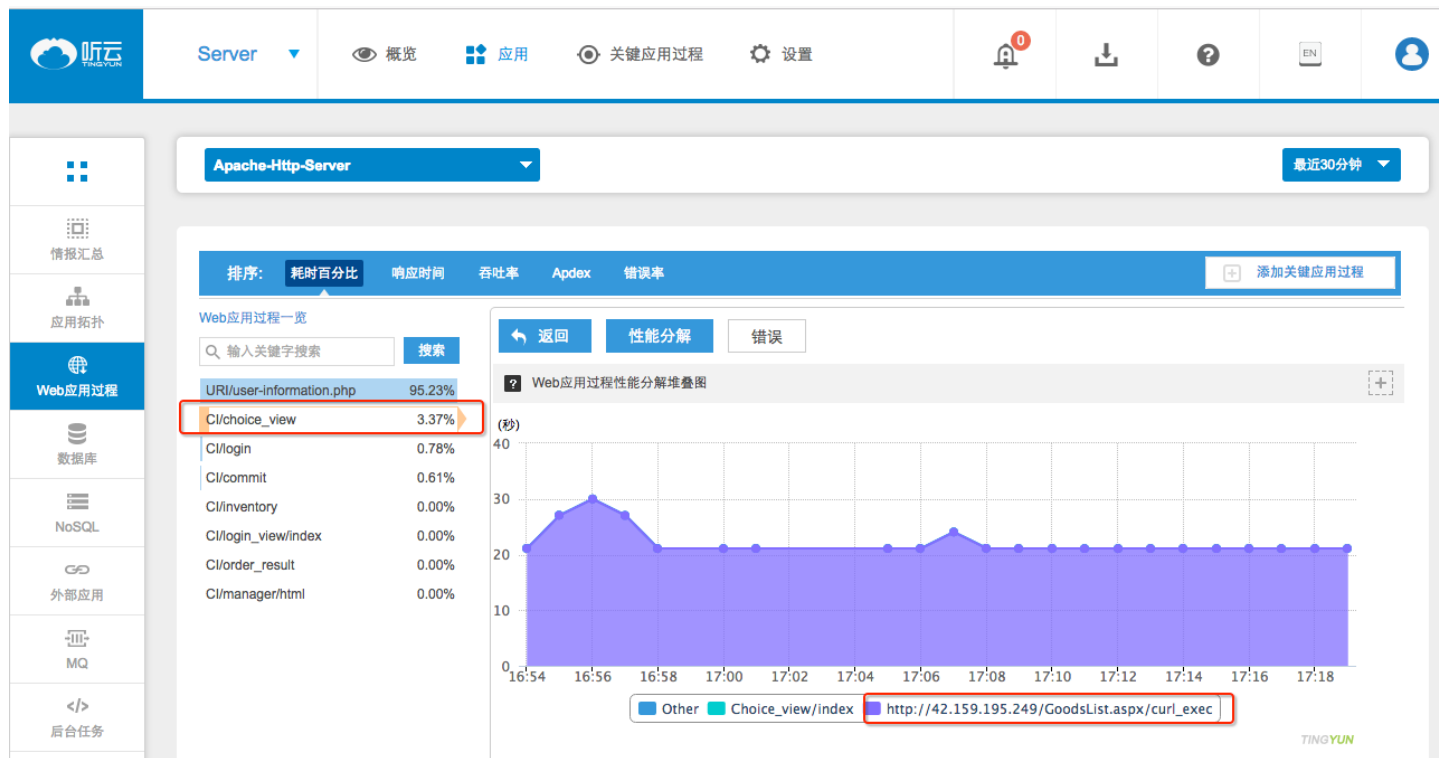 听云
TINGYUN
Server
概览
应用
关键应用过程
设置
0
EN
Apache-Http-Server
最近30分钟
情报汇总
应用拓扑
Web应用过程
数据库
NoSQL
外部应用
MQ
</>
后台任务
排序: 耗时百分比 响应时间 吞吐率 Apdex 错误率
添加关键应用过程
Web应用过程一览
输入关键字搜索 搜索
URI/user-information.php 95.23%
CI/choice_view 3.37%
CI/login 0.78%
CI/commit 0.61%
CI/inventory 0.00%
CI/login_view/index 0.00%
CI/order_result 0.00%
CI/manager/html 0.00%
返回 性能分解 错误
? Web应用过程性能分解堆叠图
(秒)
40
30
20
10
0
16:54 16:56 16:58 17:00 17:02 17:04 17:06 17:08 17:10 17:12 17:14 17:16 17:18
Other Choice_view/index http://42.159.195.249/GoodsList.aspx/curl_exec
TINGYUN